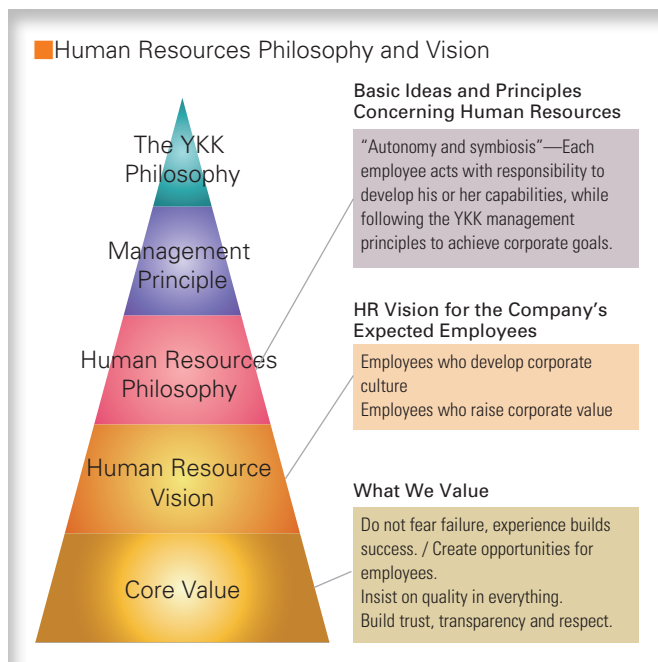 Human Resources Philosophy and Vision
The YKK
Philosophy
Management
Principle
Human Resources
Philosophy
Human Resource
Vision
Core Value
Basic Ideas and Principles
Concerning Human Resources
“Autonomy and symbiosis”—Each
employee acts with responsibility to
develop his or her capabilities, while
following the YKK management
principles to achieve corporate goals.
HR Vision for the Company’s
Expected Employees
Employees who develop corporate
culture
Employees who raise corporate value
What We Value
Do not fear failure, experience builds
success. / Create opportunities for
employees.
Insist on quality in everything.
Build trust, transparency and respect.